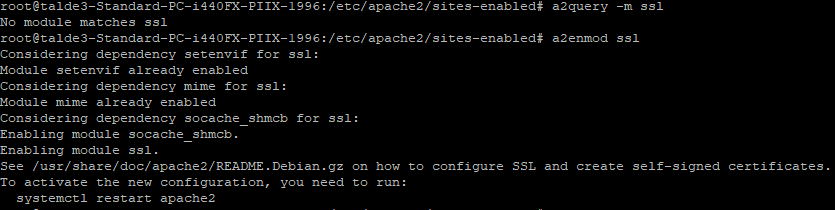 root@talde3-Standard-PC-i440FX-PIIX-1996:/etc/apache2/sites-enabled# a2query -m ssl
No module matches ssl
root@talde3-Standard-PC-i440FX-PIIX-1996:/etc/apache2/sites-enabled# a2enmod ssl
Considering dependency setenvif for ssl:
Module setenvif already enabled
Considering dependency mime for ssl:
Module mime already enabled
Considering dependency socache_shmcb for ssl:
Enabling module socache_shmcb.
Enabling module ssl.
See /usr/share/doc/apache2/README.Debian.gz on how to configure SSL and create self-signed certificates.
To activate the new configuration, you need to run:
  systemctl restart apache2